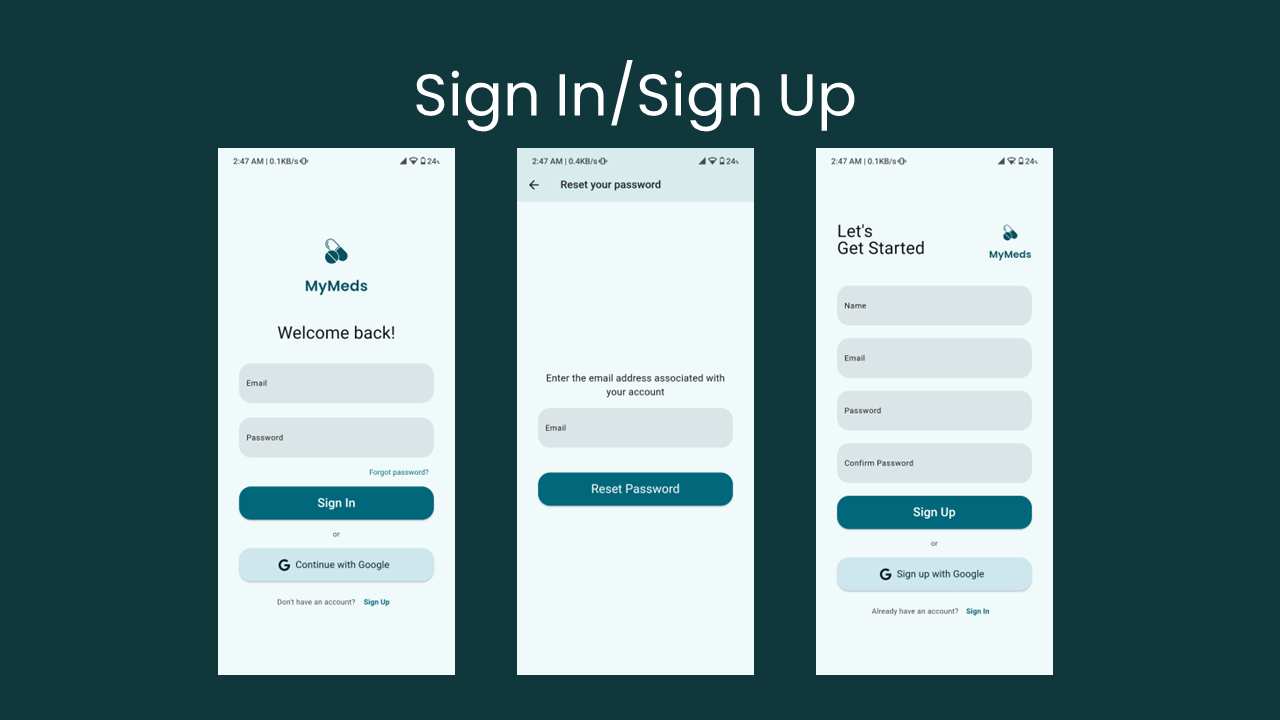 Sign In/Sign Up
2:47 AM | 0.1KB/s
24%
MyMeds
Welcome back!
Email
Password
Forgot password?
Sign In
or
G Continue with Google
Don't have an account? Sign Up
2:47 AM | 0.4KB/s
24%
Reset your password
Enter the email address associated with
your account
Email
Reset Password
2:47 AM | 0.1KB/s
24%
Let's
Get Started
MyMeds
Name
Email
Password
Confirm Password
Sign Up
or
G Sign up with Google
Already have an account? Sign In